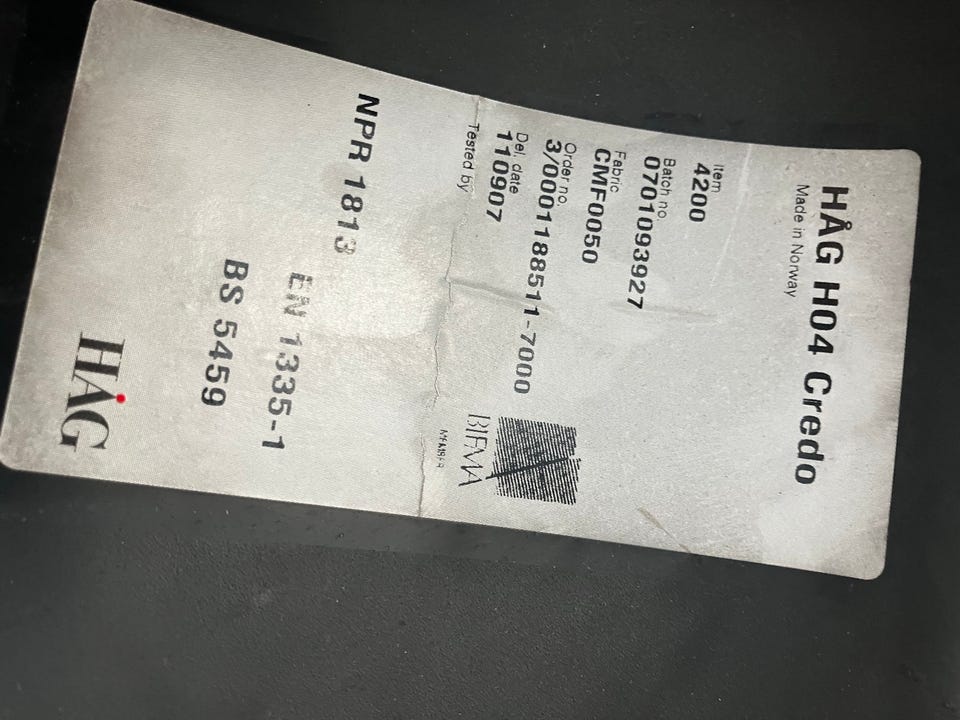 HÅG H04 Credo
Made in Norway
Item
4200
Batch no.
0701093927
Fabric
CMF0050
Order no.
3/0001188511-7000
Del. date
110907
Tested by
BIFMA
MEMBER
NPR 1813
EN 1335-1
BS 5459
HÅG